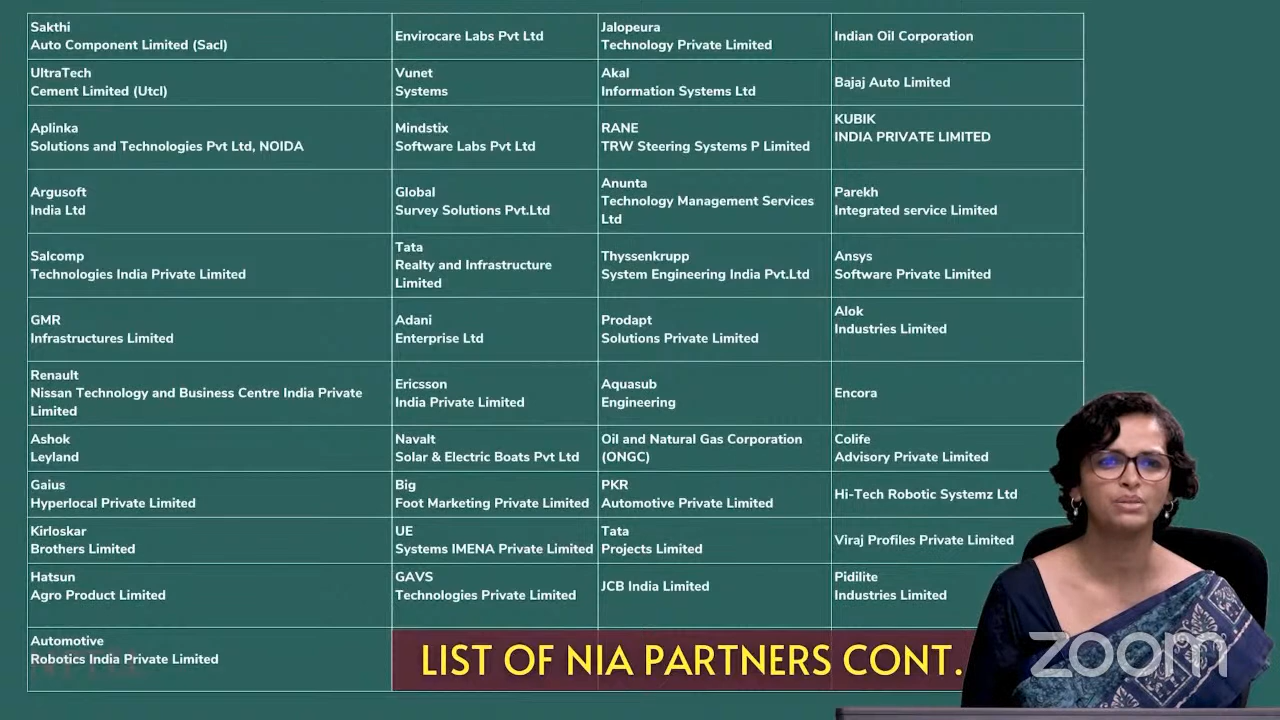 Sakthi
Auto Component Limited (Sacl)
Envirocare Labs Pvt Ltd
Jalopeura
Technology Private Limited
Indian Oil Corporation
UltraTech
Cement Limited (Utcl)
Vunet
Systems
Akal
Information Systems Ltd
Bajaj Auto Limited
Aplinka
Solutions and Technologies Pvt Ltd, NOIDA
Mindstix
Software Labs Pvt Ltd
RANE
TRW Steering Systems P Limited
KUBIK
INDIA PRIVATE LIMITED
Argusoft
India Ltd
Global
Survey Solutions Pvt.Ltd
Anunta
Technology Management Services
Ltd
Parekh
Integrated service Limited
Salcomp
Technologies India Private Limited
Tata
Realty and Infrastructure
Limited
Thyssenkrupp
System Engineering India Pvt.Ltd
Ansys
Software Private Limited
GMR
Infrastructures Limited
Adani
Enterprise Ltd
Prodapt
Solutions Private Limited
Alok
Industries Limited
Renault
Nissan Technology and Business Centre India Private
Limited
Ericsson
India Private Limited
Aquasub
Engineering
Encora
Ashok
Leyland
Navalt
Solar & Electric Boats Pvt Ltd
Oil and Natural Gas Corporation
(ONGC)
Colife
Advisory Private Limited
Gaius
Hyperlocal Private Limited
Big
Foot Marketing Private Limited
PKR
Automotive Private Limited
Hi-Tech Robotic Systemz Ltd
Kirloskar
Brothers Limited
UE
Systems IMENA Private Limited
Tata
Projects Limited
Viraj Profiles Private Limited
Hatsun
Agro Product Limited
GAVS
Technologies Private Limited
JCB India Limited
Pidilite
Industries Limited
Automotive
Robotics India Private Limited
LIST OF NIA PARTNERS CONT.
zoom